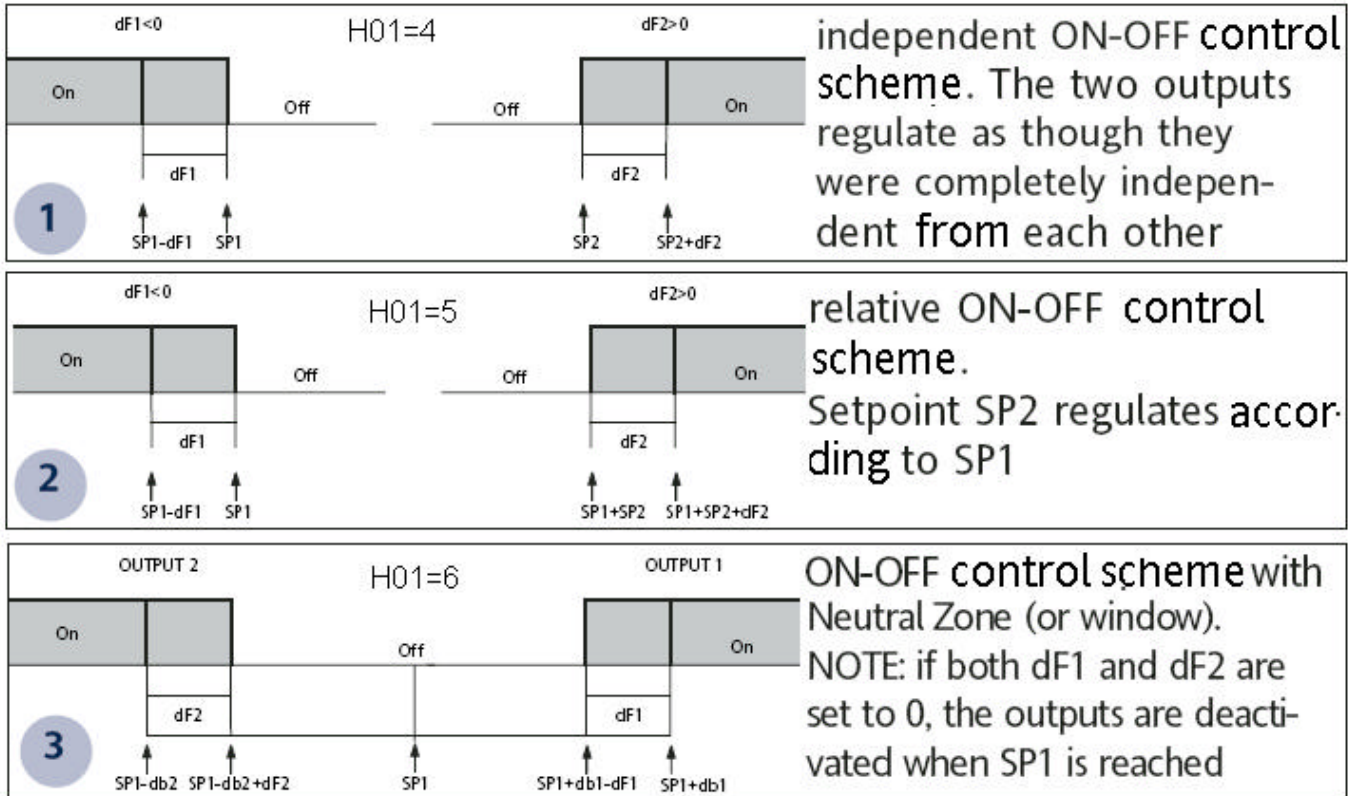 dF1<0 H01=4 dF2>0
On Off Off On
dF1 dF2
1
SP1-dF1 SP1 SP2 SP2+dF2
independent ON-OFF control
scheme. The two outputs
regulate as though they
were completely indepen-
dent from each other
dF1<0 H01=5 dF2>0
On Off Off On
dF1 dF2
2
SP1-dF1 SP1 SP1+SP2 SP1+SP2+dF2
relative ON-OFF control
scheme.
Setpoint SP2 regulates accor-
ding to SP1
OUTPUT 2 H01=6 OUTPUT 1
On Off On
dF2 dF1
3
SP1-db2 SP1-db2+dF2 SP1 SP1+db1-dF1 SP1+db1
ON-OFF control scheme with
Neutral Zone (or window).
NOTE: if both dF1 and dF2 are
set to 0, the outputs are deacti-
vated when SP1 is reached